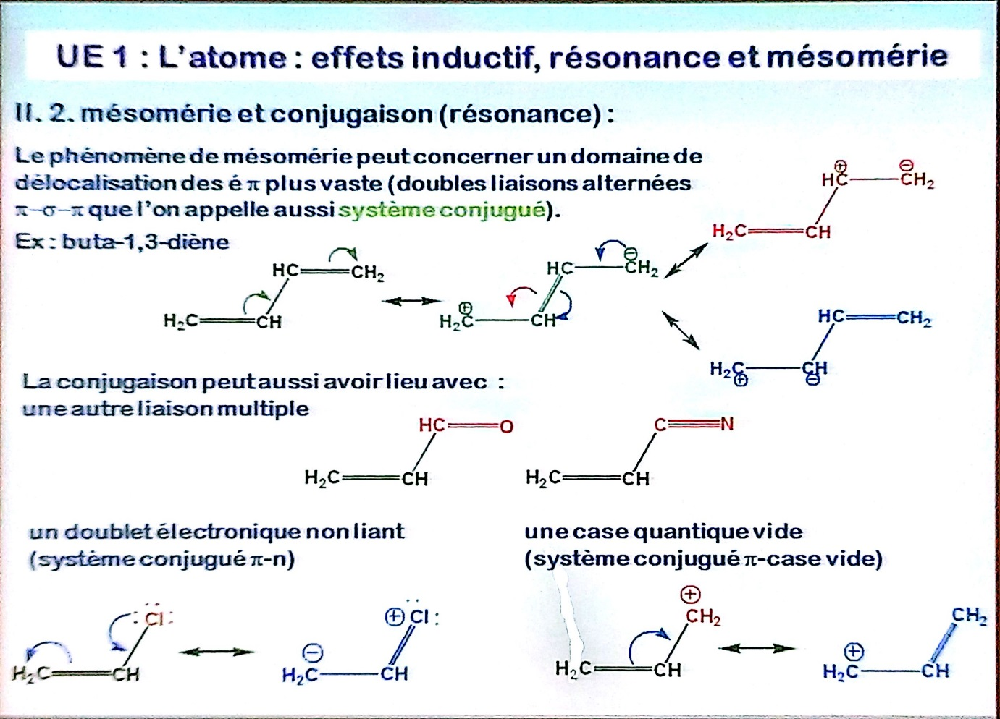 UE 1 : L'atome : effets inductif, résonance et mésomérie
II. 2. mésomérie et conjugaison (résonance) :
Le phénomène de mésomérie peut concerner un domaine de
délocalisation des é π plus vaste (doubles liaisons alternées
π-σ-π que l'on appelle aussi système conjugué).
Ex : buta-1,3-diène
HC CH₂
H₂C CH
HC ⊖ CH₂
H₂C ⊕ CH
HC ⊕ CH₂ ⊖
H₂C CH
HC CH₂
H₂C ⊕ CH ⊖
La conjugaison peut aussi avoir lieu avec :
une autre liaison multiple
HC O
H₂C CH
C N
H₂C CH
un doublet électronique non liant
(système conjugué π-n)
une case quantique vide
(système conjugué π-case vide)
:Cl:
H₂C CH
⊕ Cl:
⊖
H₂C CH
⊕
CH₂
H₂C CH
CH₂
⊕
H₂C CH